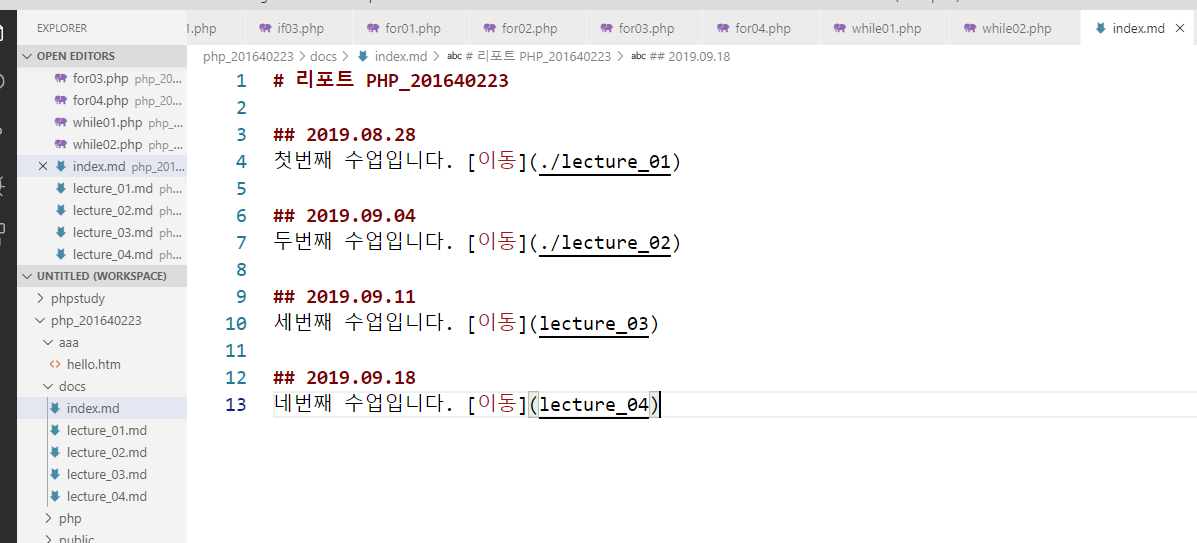 EXPLORER
.php
if03.php
for01.php
for02.php
for03.php
for04.php
while01.php
while02.php
index.md
OPEN EDITORS
for03.php php_20...
for04.php php_20...
while01.php php_...
while02.php php_...
index.md php_201...
lecture_01.md ph...
lecture_02.md ph...
lecture_03.md ph...
lecture_04.md ph...
UNTITLED (WORKSPACE)
phpstudy
php_201640223
aaa
hello.htm
docs
index.md
lecture_01.md
lecture_02.md
lecture_03.md
lecture_04.md
php
public
php_201640223 > docs > index.md > abc # 리포트 PHP_201640223 > abc ## 2019.09.18
1 # 리포트 PHP_201640223
2
3 ## 2019.08.28
4 첫번째 수업입니다. [이동](./lecture_01)
5
6 ## 2019.09.04
7 두번째 수업입니다. [이동](./lecture_02)
8
9 ## 2019.09.11
10 세번째 수업입니다. [이동](lecture_03)
11
12 ## 2019.09.18
13 네번째 수업입니다. [이동](lecture_04)